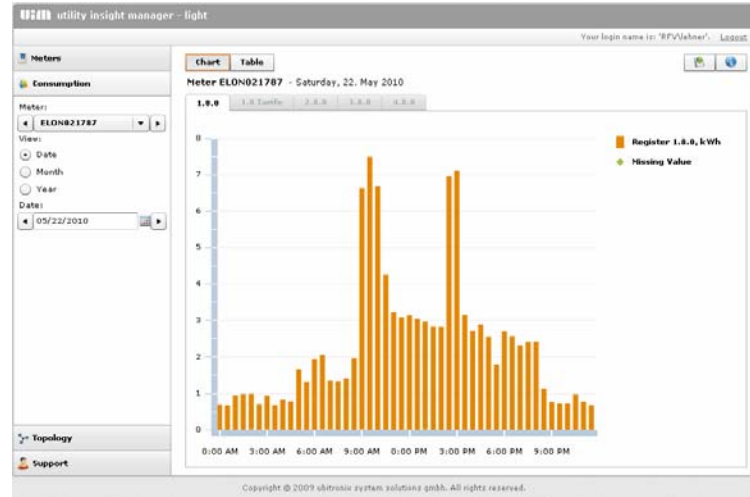 uim utility insight manager - light
Your login name is: 'RFVVlehner'. Logout
Meters
Consumption
Meter:
ELON021787
View:
Date
Month
Year
Date:
05/22/2010
Topology
Support
Chart Table
Meter ELON021787 - Saturday, 22. May 2010
1.8.0 2.8.0 3.8.0 4.8.0
8
7
6
5
4
3
2
1
0
0:00 AM 3:00 AM 6:00 AM 9:00 AM 0:00 PM 3:00 PM 6:00 PM 9:00 PM
Register 1.8.0, kWh
Missing Value
Copyright © 2009 ubitronix system solutions gmbh. All rights reserved.